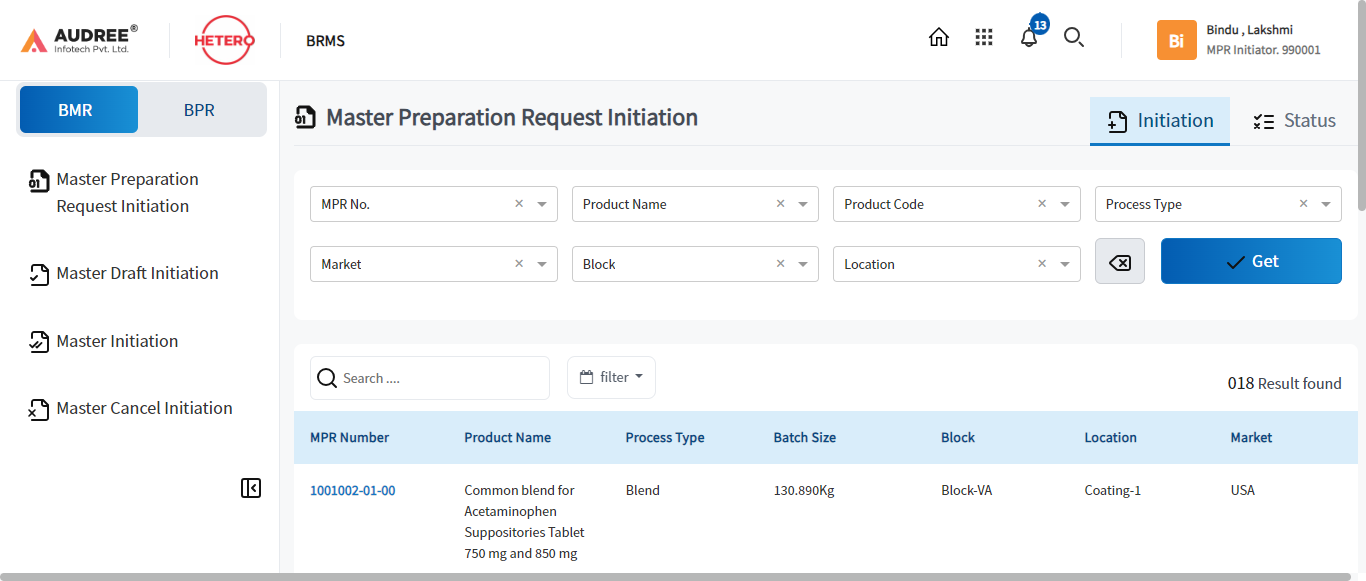 AUDREE®
Infotech Pvt. Ltd.
HETERO
BRMS
13
Bi
Bindu , Lakshmi
MPR Initiator. 990001
BMR
BPR
01 Master Preparation
Request Initiation
Master Draft Initiation
Master Initiation
Master Cancel Initiation
01 Master Preparation Request Initiation
Initiation
Status
MPR No. ×
Product Name ×
Product Code ×
Process Type ×
Market ×
Block ×
Location ×
Get
Search ....
filter
018 Result found
MPR Number Product Name Process Type Batch Size Block Location Market
1001002-01-00 Common blend for Blend 130.890Kg Block-VA Coating-1 USA
Acetaminophen
Suppositories Tablet
750 mg and 850 mg